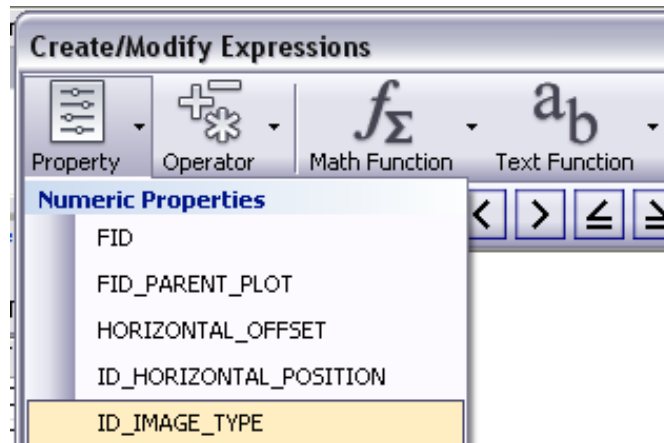 Create/Modify Expressions
Property Operator Math Function Text Function
Numeric Properties
< > ≤ ≥
FID
FID_PARENT_PLOT
HORIZONTAL_OFFSET
ID_HORIZONTAL_POSITION
ID_IMAGE_TYPE